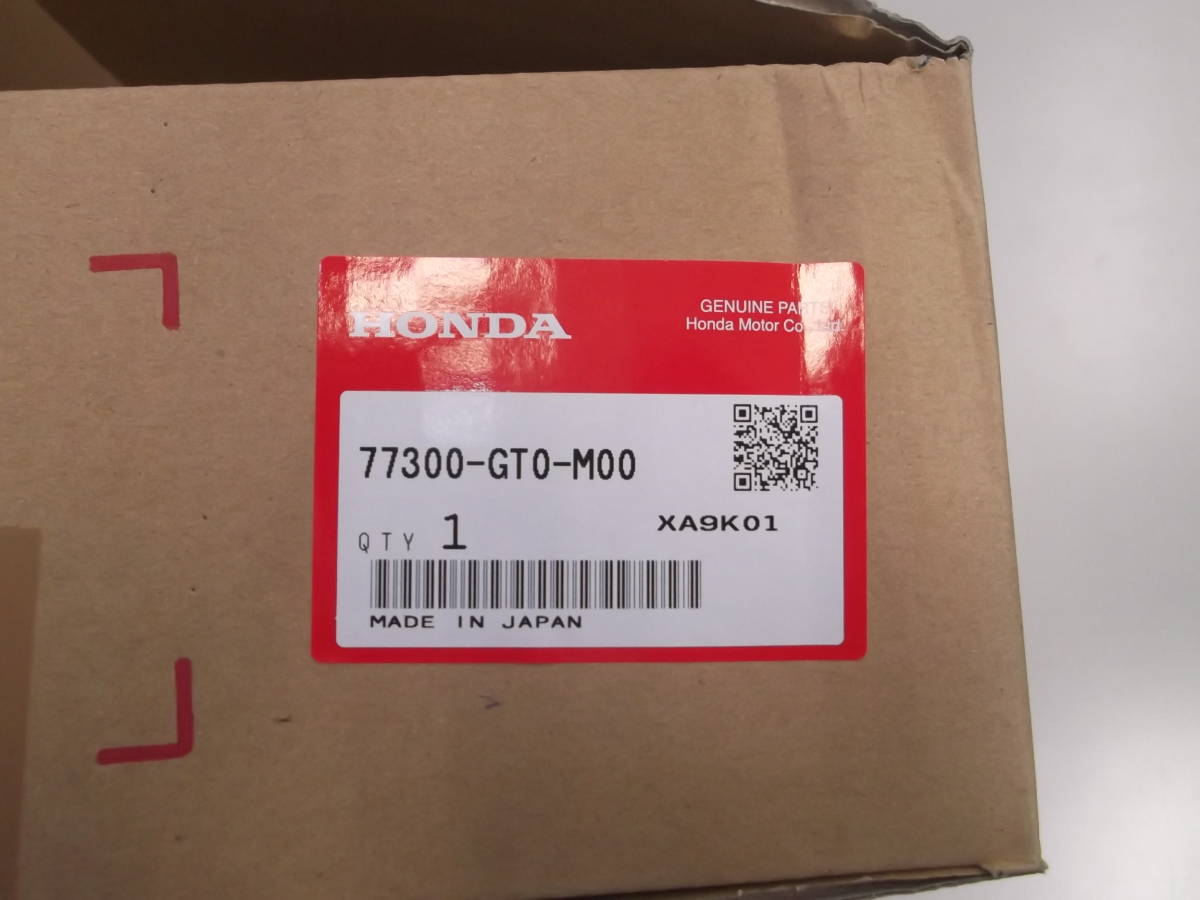 HONDA
GENUINE PARTS
Honda Motor Co., Ltd.
77300-GT0-M00
XA9K01
QTY 1
MADE IN JAPAN